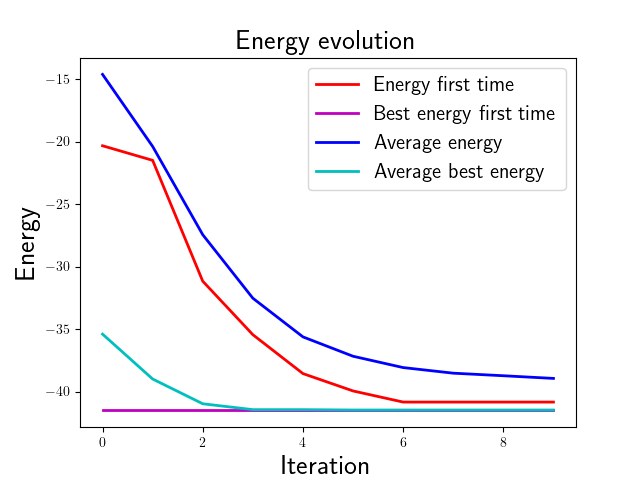 Energy evolution
Energy first time
Best energy first time
Average energy
Average best energy
−15
−20
−25
−30
−35
−40
Energy
0 2 4 6 8
Iteration